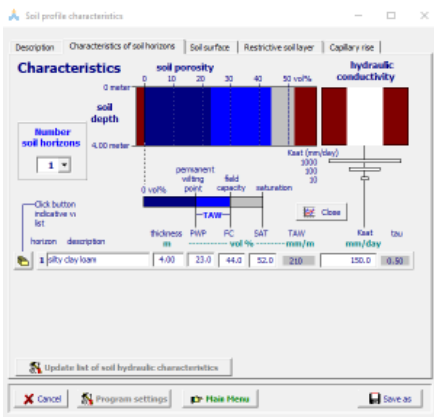 Soil profile characteristics
Description
Characteristics of soil horizons
Soil surface
Restrictive soil layer
Capillary rise
Characteristics
soil porosity
hydraulic
conductivity
0 10 20 30 40 50 vol%
0 meter
soil
depth
4.00 meter
Number
soil horizons
1
Ksat (mm/day)
1000
100
10
permanent
wilting
point
field
capacity
saturation
0 vol%
TAW
Click button
indicative vi
list
Close
horizon description
thickness PWP FC SAT TAW Ksat tau
m ---------- vol % ---------mm/m mm/day
1 silty clay loam 4.00 23.0 44.0 52.0 210 150.0 0.50
Update list of soil hydraulic characteristics
Cancel
Program settings
Main Menu
Save as